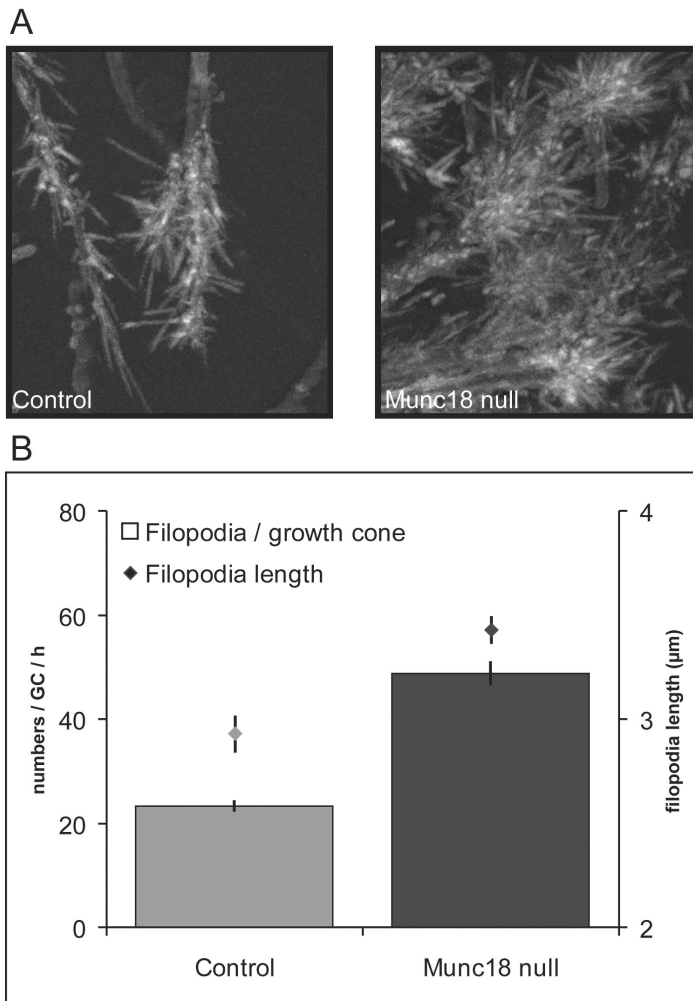 A
Control
Munc18 null
B
80
60
40
20
0
numbers / GC / h
Filopodia / growth cone
Filopodia length
4
3
2
filopodia length (µm)
Control
Munc18 null